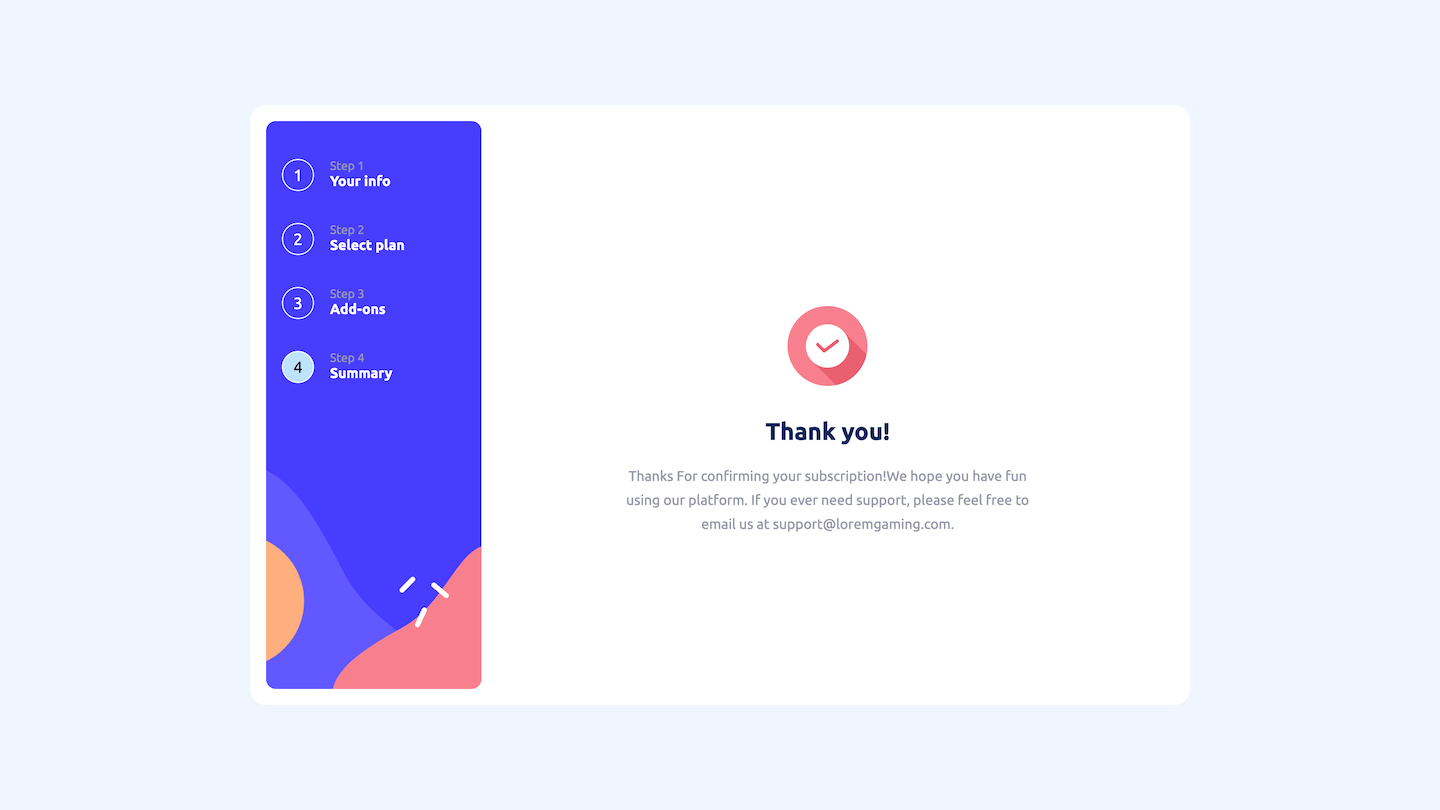 1
Step 1
Your info
2
Step 2
Select plan
3
Step 3
Add-ons
4
Step 4
Summary
Thank you!
Thanks For confirming your subscription!We hope you have fun
using our platform. If you ever need support, please feel free to
email us at support@loremgaming.com.